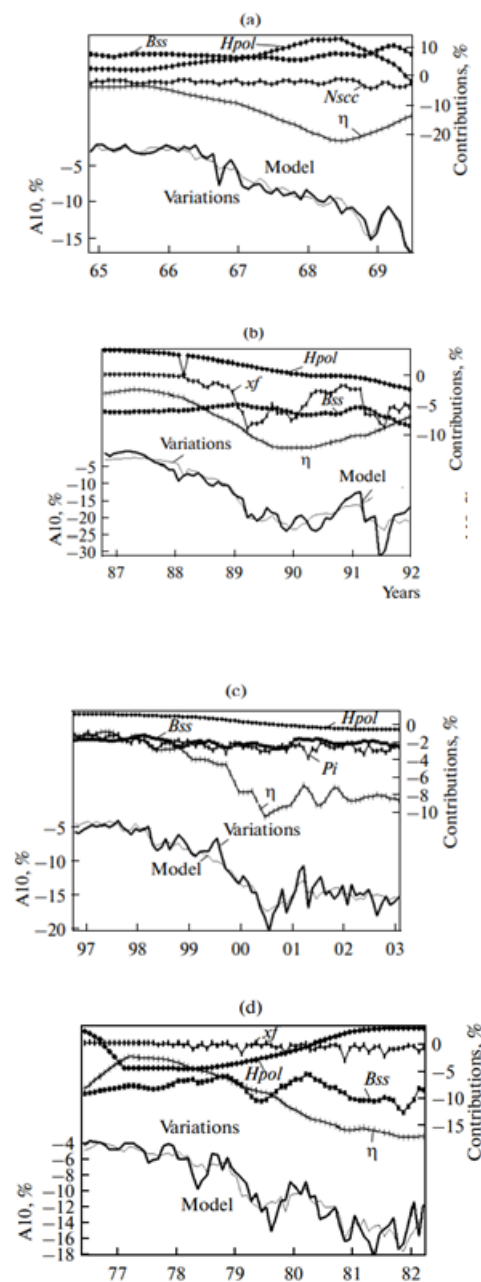 (a)
Bss
Hpol
10
0
Nscc
−10
η
−20
Contributions, %
−5
−10
−15
A10, %
Model
Variations
65 66 67 68 69
(b)
Hpol
xf
Bss
η
0
−5
−10
Contributions, %
Variations
Model
−5
−10
−15
−20
−25
−30
A10, %
87 88 89 90 91 92
Years
(c)
Bss
Hpol
Pi
η
0
−2
−4
−6
−8
−10
Contributions, %
−5
−10
−15
−20
A10, %
Variations
Model
97 98 99 00 01 02 03
(d)
xf
Hpol
Bss
η
0
−5
−10
−15
Contributions, %
Variations
Model
−4
−6
−8
−10
−12
−14
−16
−18
A10, %
77 78 79 80 81 82